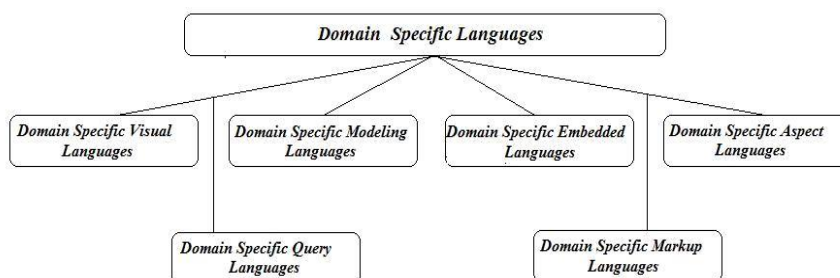 Domain Specific Languages
Domain Specific Visual
Languages
Domain Specific Modeling
Languages
Domain Specific Embedded
Languages
Domain Specific Aspect
Languages
Domain Specific Query
Languages
Domain Specific Markup
Languages